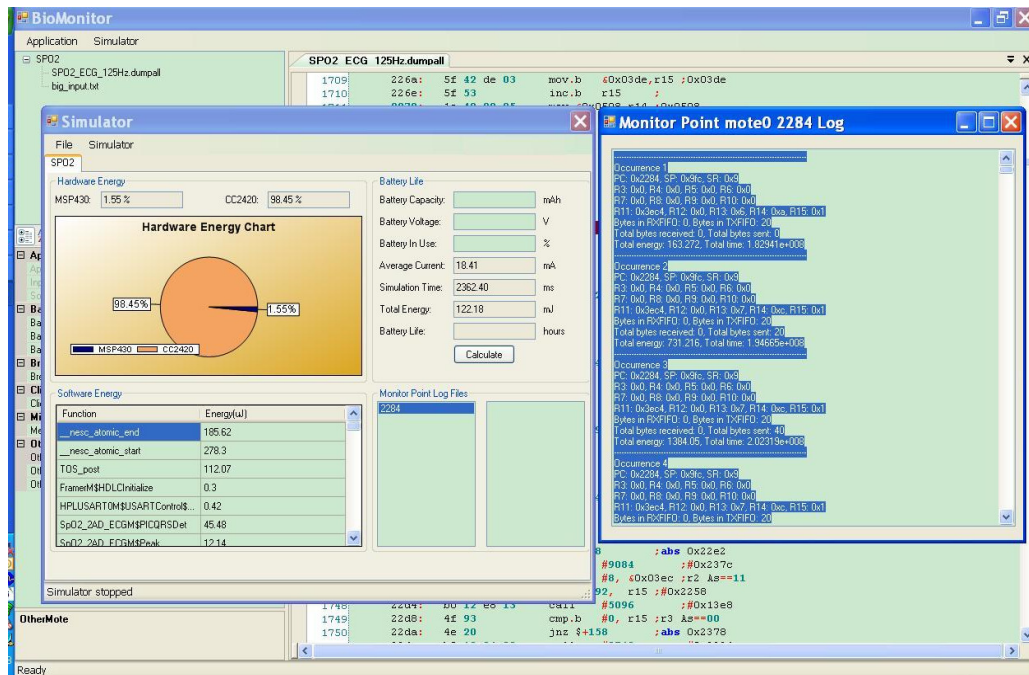 BioMonitor
Application Simulator
SPO2
SPO2_ECG_125Hz.dumpall
big_input.txt
SPO2 ECG 125Hz.dumpall
1709 226a: 5f 42 de 03 mov.b &0x03de,r15 ;0x03de
1710 226e: 5f 53 inc.b r15 ;
Simulator
File Simulator
SPO2
Hardware Energy
MSP430: 1.55 % CC2420: 98.45 %
Hardware Energy Chart
98.45%
1.55%
MSP430 CC2420
Battery Life
Battery Capacity: mAh
Battery Voltage: V
Battery In Use: %
Average Current: 18.41 mA
Simulation Time: 2362.40 ms
Total Energy: 122.18 mJ
Battery Life: hours
Calculate
Software Energy
Function Energy(uJ)
__nesc_atomic_end 185.62
__nesc_atomic_start 278.3
TOS_post 112.07
FramerM$HDLCInitialize 0.3
HPLUSART0M$USARTControl$... 0.42
SpO2_2AD_ECGM$PICQRSDet 45.48
SpO2_2AD_ECGM$Peak 12.14
Monitor Point Log Files
2284
Simulator stopped
Monitor Point mote0 2284 Log
Occurrence 1
PC: 0x2284, SP: 0x9fc, SR: 0x9
R3: 0x0, R4: 0x0, R5: 0x0, R6: 0x0,
R7: 0x0, R8: 0x0, R9: 0x0, R10: 0x0
R11: 0x3ec4, R12: 0x0, R13: 0x6, R14: 0xa, R15: 0x1
Bytes in RXFIFO: 0, Bytes in TXFIFO: 20
Total bytes received: 0, Total bytes sent: 0
Total energy: 163.272, Total time: 1.82941e+008
Occurrence 2
PC: 0x2284, SP: 0x9fc, SR: 0x9
R3: 0x0, R4: 0x0, R5: 0x0, R6: 0x0,
R7: 0x0, R8: 0x0, R9: 0x0, R10: 0x0
R11: 0x3ec4, R12: 0x0, R13: 0x7, R14: 0xc, R15: 0x1
Bytes in RXFIFO: 0, Bytes in TXFIFO: 20
Total bytes received: 0, Total bytes sent: 20
Total energy: 731.216, Total time: 1.94665e+008
Occurrence 3
PC: 0x2284, SP: 0x9fc, SR: 0x9
R3: 0x0, R4: 0x0, R5: 0x0, R6: 0x0,
R7: 0x0, R8: 0x0, R9: 0x0, R10: 0x0
R11: 0x3ec4, R12: 0x0, R13: 0x7, R14: 0xc, R15: 0x1
Bytes in RXFIFO: 0, Bytes in TXFIFO: 20
Total bytes received: 0, Total bytes sent: 40
Total energy: 1384.05, Total time: 2.02319e+008
Occurrence 4
PC: 0x2284, SP: 0x9fc, SR: 0x9
R3: 0x0, R4: 0x0, R5: 0x0, R6: 0x0,
R7: 0x0, R8: 0x0, R9: 0x0, R10: 0x0
R11: 0x3ec4, R12: 0x0, R13: 0x7, R14: 0xc, R15: 0x1
Bytes in RXFIFO: 0, Bytes in TXFIFO: 20
8 ;abs 0x22e2
#9084 ;#0x237c
#8, &0x03ec ;r2 As==11
92, r15 ;#0x2258
1748 22d4: b0 12 e8 13 call #5096 ;#0x13e8
1749 22d8: 4f 93 cmp.b #0, r15 ;r3 As==00
1750 22da: 4e 20 jnz $+158 ;abs 0x2378
OtherMote
Ready